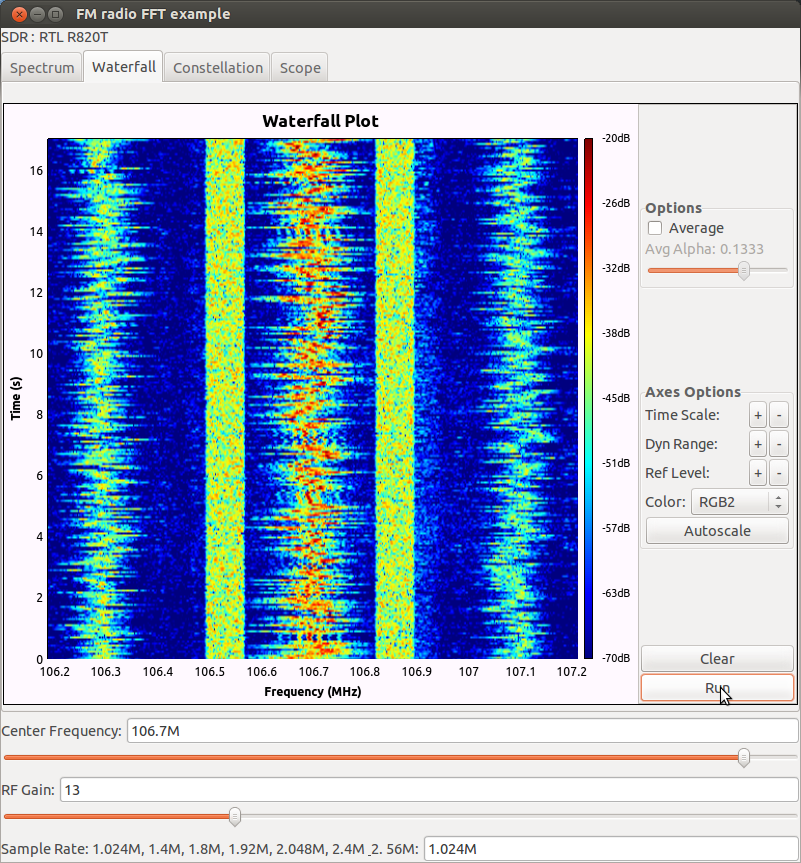 FM radio FFT example
SDR : RTL R820T
Spectrum Waterfall Constellation Scope
Waterfall Plot
16
14
12
10
8
6
4
2
0
Time (s)
106.2 106.3 106.4 106.5 106.6 106.7 106.8 106.9 107 107.1 107.2
Frequency (MHz)
-20dB
-26dB
-32dB
-38dB
-45dB
-51dB
-57dB
-63dB
-70dB
Options
Average
Avg Alpha: 0.1333
Axes Options
Time Scale: + -
Dyn Range: + -
Ref Level: + -
Color: RGB2
Autoscale
Clear
Run
Center Frequency: 106.7M
RF Gain: 13
Sample Rate: 1.024M, 1.4M, 1.8M, 1.92M, 2.048M, 2.4M _2. 56M: 1.024M